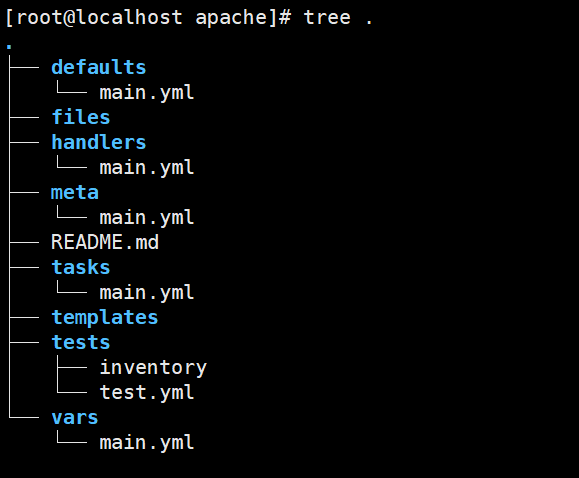 [root@localhost apache]# tree .
.
├── defaults
│   └── main.yml
├── files
├── handlers
│   └── main.yml
├── meta
│   └── main.yml
├── README.md
├── tasks
│   └── main.yml
├── templates
├── tests
│   ├── inventory
│   └── test.yml
└── vars
    └── main.yml